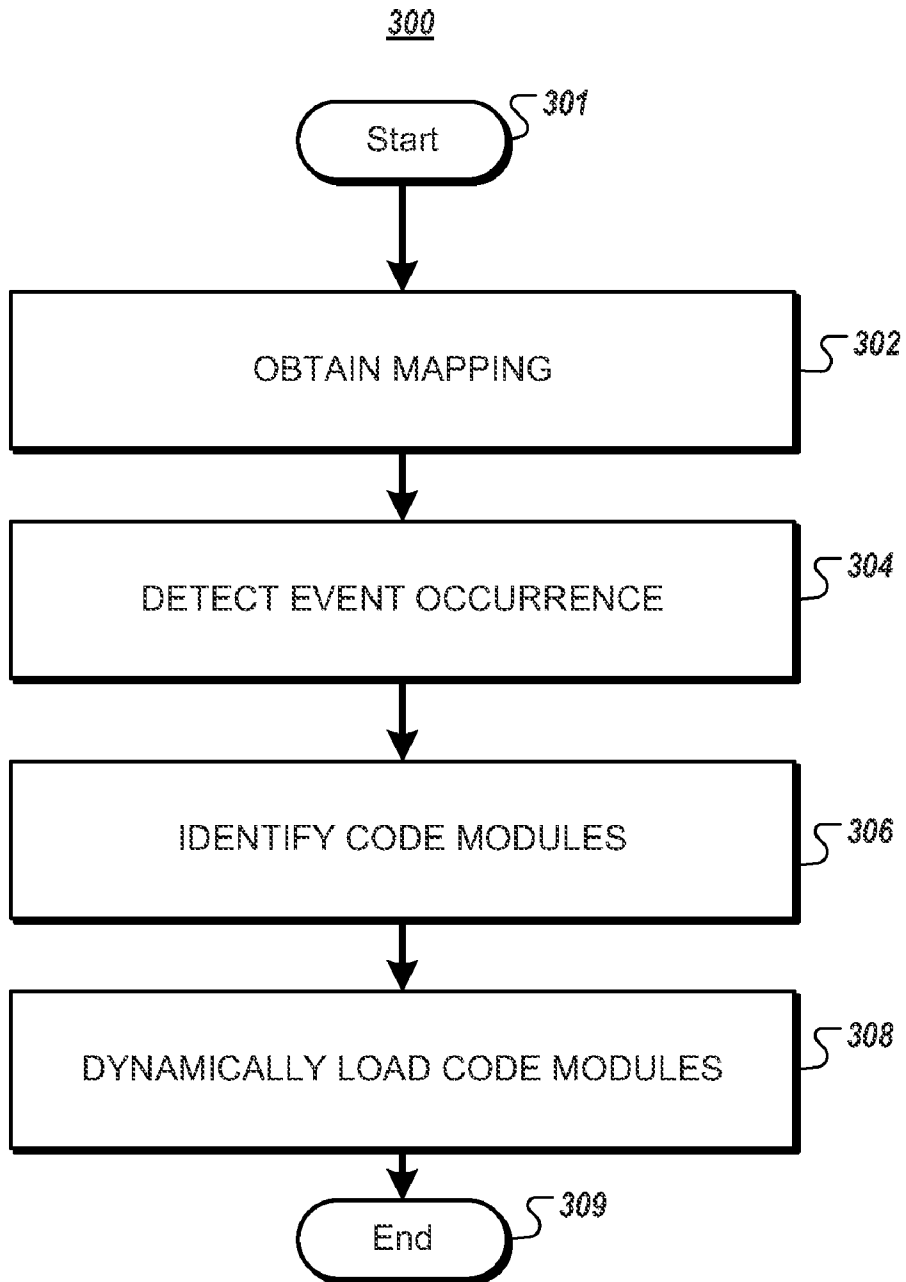 300
Start
301
OBTAIN MAPPING
302
DETECT EVENT OCCURRENCE
304
IDENTIFY CODE MODULES
306
DYNAMICALLY LOAD CODE MODULES
308
End
309